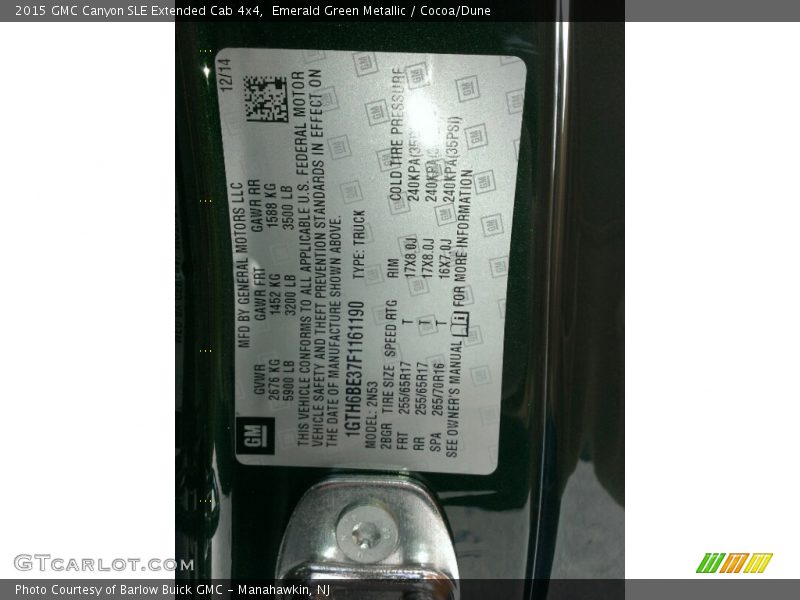 2015 GMC Canyon SLE Extended Cab 4x4, Emerald Green Metallic / Cocoa/Dune
12/14
MFD BY GENERAL MOTORS LLC
GVWR GAWR FRT GAWR RR
2676 KG 1452 KG 1588 KG
5900 LB 3200 LB 3500 LB
GM
THIS VEHICLE CONFORMS TO ALL APPLICABLE U.S. FEDERAL MOTOR
VEHICLE SAFETY AND THEFT PREVENTION STANDARDS IN EFFECT ON
THE DATE OF MANUFACTURE SHOWN ABOVE.
1GTH6BE37F1161190 TYPE: TRUCK
MODEL: 2N53
2BGR TIRE SIZE SPEED RTG RIM COLD TIRE PRESSURE
FRT 255/65R17 T 17X8.0J 240KPA(35
RR 255/65R17 T 17X8.0J 240KPA
SPA 265/70R16 T 16X7.0J 240KPA(35PSI)
SEE OWNER'S MANUAL FOR MORE INFORMATION
GTCARLOT.COM
Photo Courtesy of Barlow Buick GMC – Manahawkin, NJ